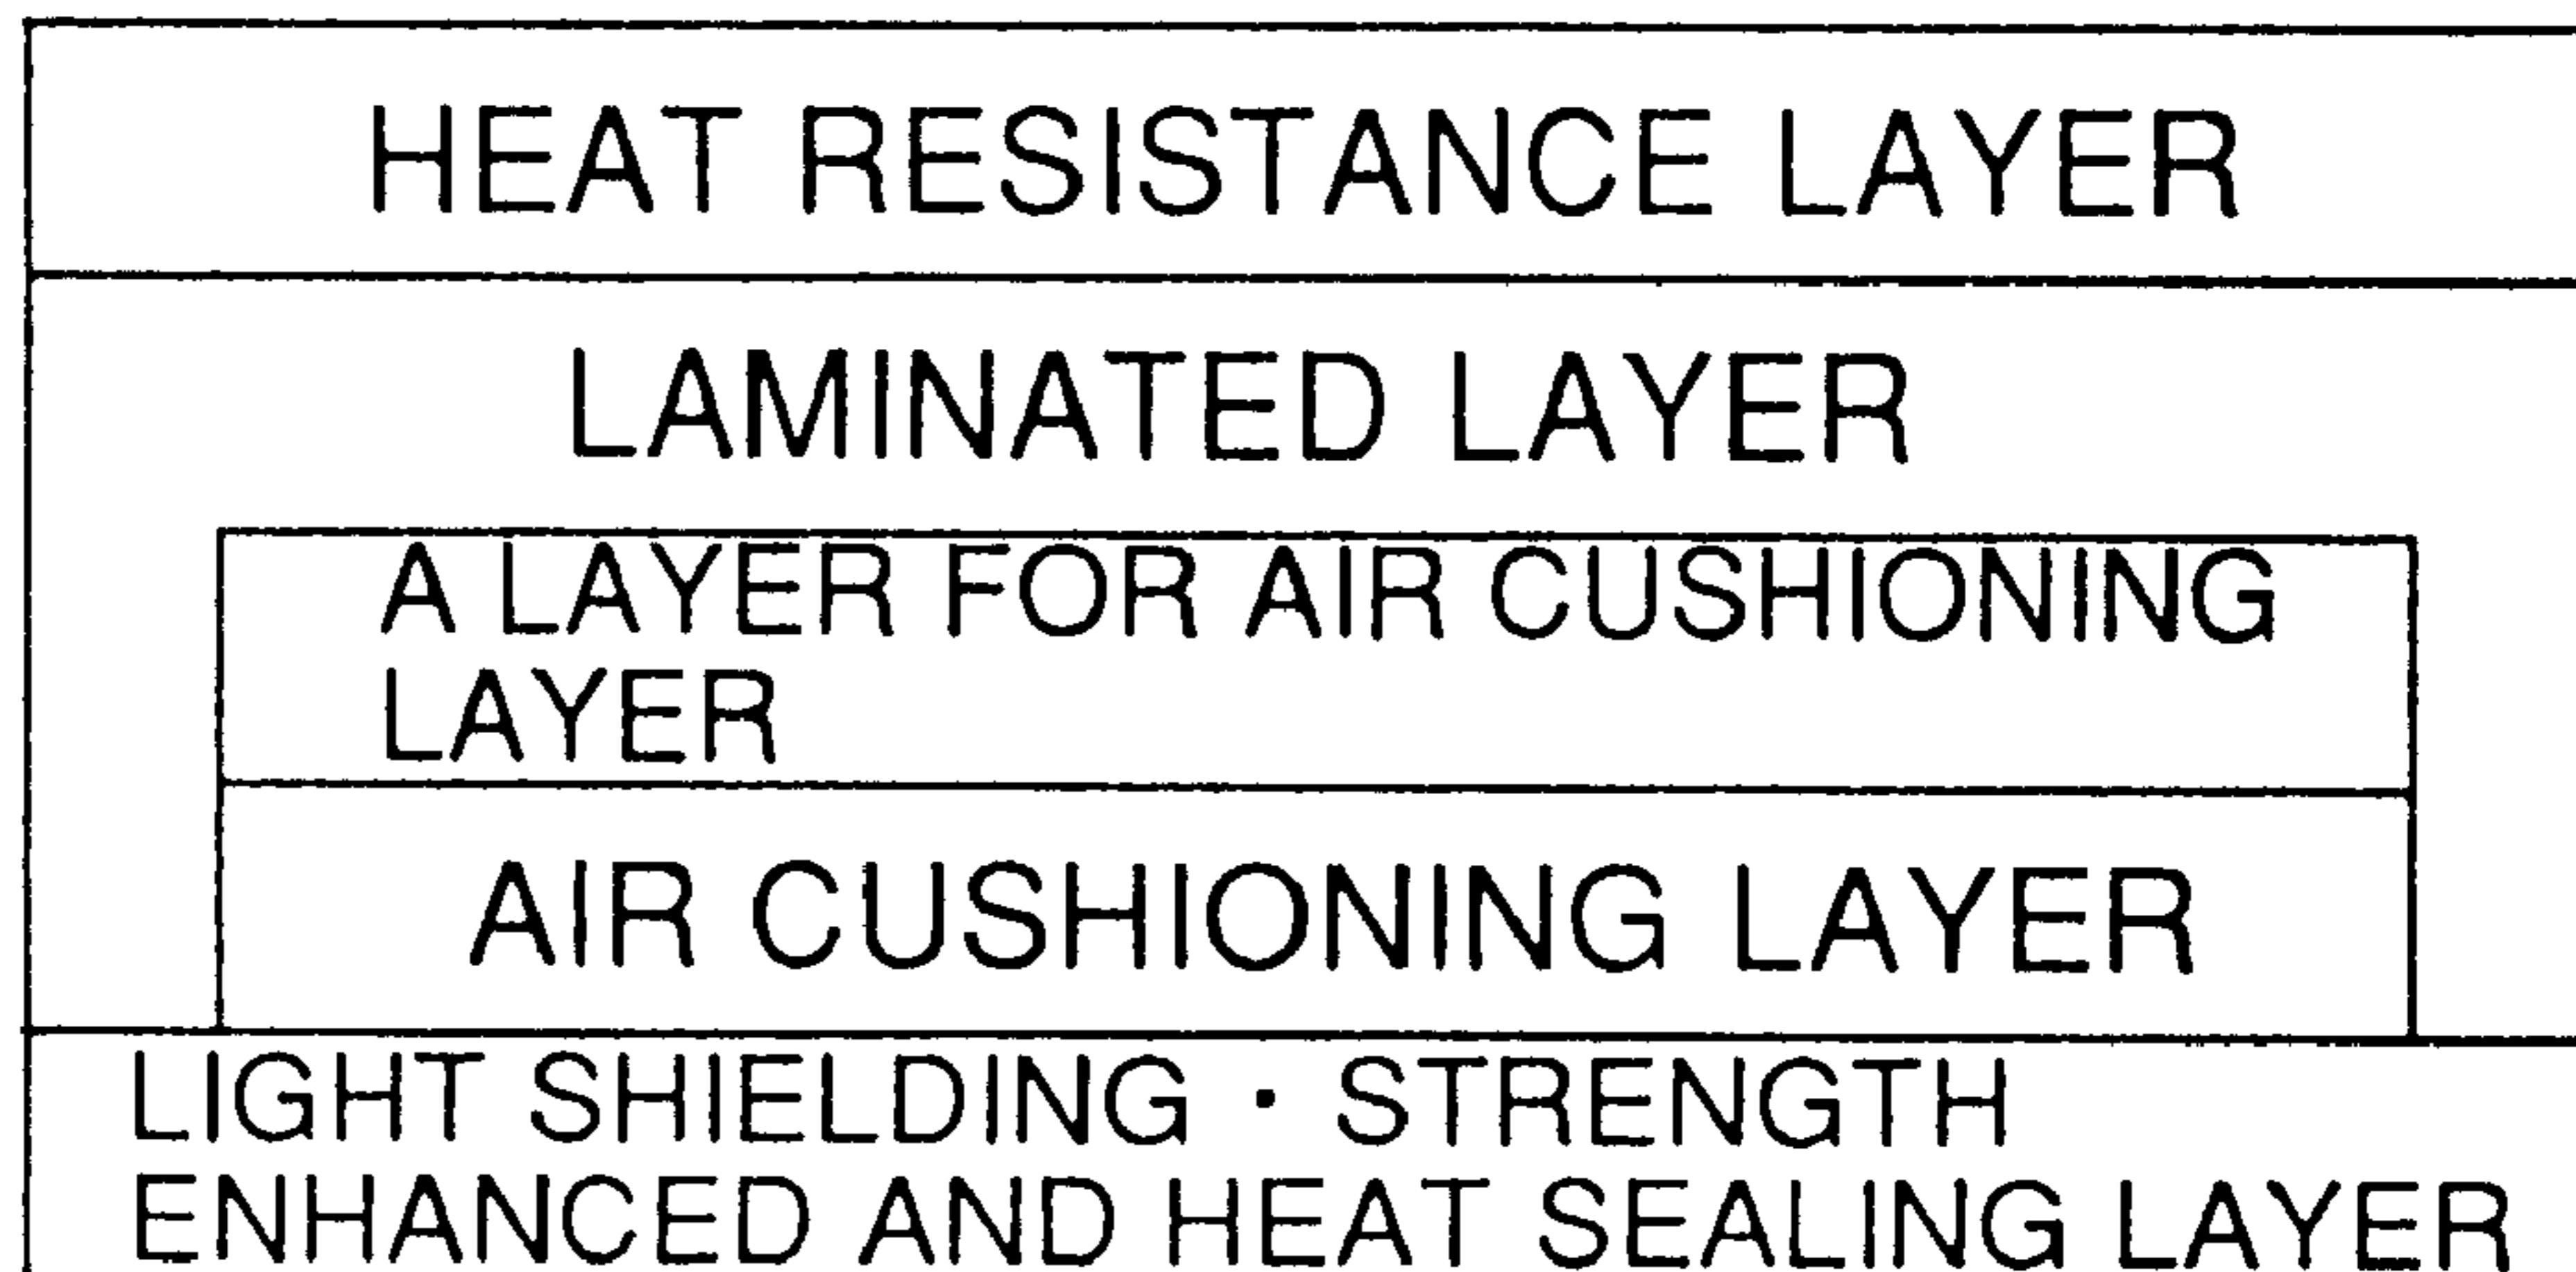 HEAT RESISTANCE LAYER
LAMINATED LAYER
A LAYER FOR AIR CUSHIONING
LAYER
AIR CUSHIONING LAYER
LIGHT SHIELDING・STRENGTH
ENHANCED AND HEAT SEALING LAYER